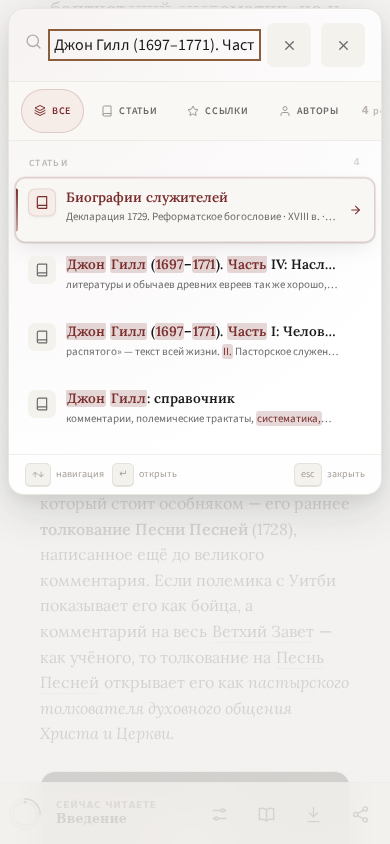 Джон Гилл (1697–1771). Част
ВСЕ
СТАТЬИ
ССЫЛКИ
АВТОРЫ
4 р
СТАТЬИ
4
Биографии служителей
Декларация 1729. Реформатское богословие · XVIII в. ·…
Джон Гилл (1697–1771). Часть IV: Насл…
литературы и обычаев древних евреев так же хорошо,…
Джон Гилл (1697–1771). Часть I: Челов…
распятого» — текст всей жизни. II. Пасторское служен…
Джон Гилл: справочник
комментарии, полемические трактаты, систематика,…
навигация
открыть
esc закрыть
который стоит особняком — его раннее
толкование Песни Песней (1728),
написанное ещё до великого
комментария. Если полемика с Уитби
показывает его как бойца, а
комментарий на весь Ветхий Завет —
как учёного, то толкование на Песнь
Песней открывает его как пастырского
толкователя духовного общения
Христа и Церкви.
СЕЙЧАС ЧИТАЕТЕ
Введение